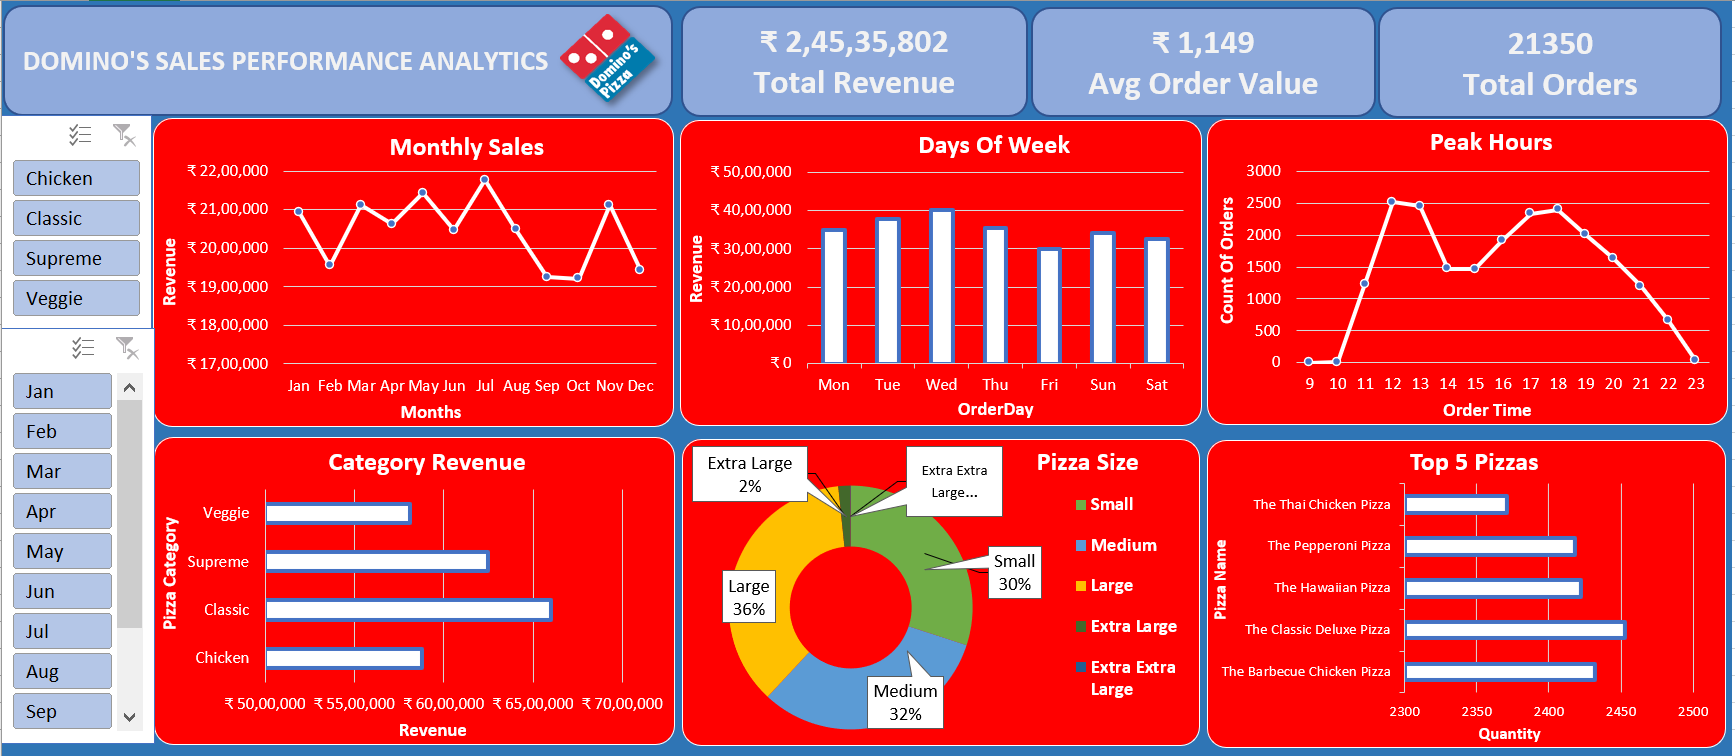 DOMINO'S SALES PERFORMANCE ANALYTICS
Domino's
Pizza
₹ 2,45,35,802
Total Revenue
₹ 1,149
Avg Order Value
21350
Total Orders
Chicken
Classic
Supreme
Veggie
Jan
Feb
Mar
Apr
May
Jun
Jul
Aug
Sep
Monthly Sales
₹ 22,00,000
₹ 21,00,000
₹ 20,00,000
₹ 19,00,000
₹ 18,00,000
₹ 17,00,000
Revenue
Jan Feb Mar Apr May Jun Jul Aug Sep Oct Nov Dec
Months
Days Of Week
₹ 50,00,000
₹ 40,00,000
₹ 30,00,000
₹ 20,00,000
₹ 10,00,000
₹ 0
Revenue
Mon Tue Wed Thu Fri Sun Sat
OrderDay
Peak Hours
3000
2500
2000
1500
1000
500
0
Count Of Orders
9 10 11 12 13 14 15 16 17 18 19 20 21 22 23
Order Time
Category Revenue
Pizza Category
Veggie
Supreme
Classic
Chicken
₹ 50,00,000 ₹ 55,00,000 ₹ 60,00,000 ₹ 65,00,000 ₹ 70,00,000
Revenue
Pizza Size
Extra Large
2%
Extra Extra
Large...
Small
30%
Large
36%
Medium
32%
Small
Medium
Large
Extra Large
Extra Extra
Large
Top 5 Pizzas
Pizza Name
The Thai Chicken Pizza
The Pepperoni Pizza
The Hawaiian Pizza
The Classic Deluxe Pizza
The Barbecue Chicken Pizza
2300 2350 2400 2450 2500
Quantity